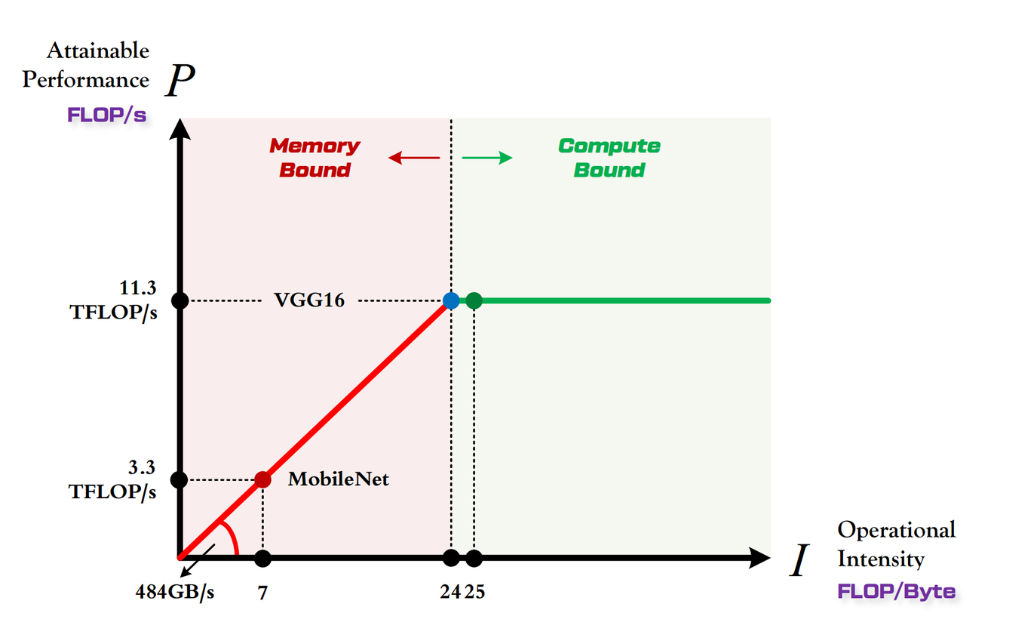 Attainable
Performance P
FLOP/s
Memory
Bound
Compute
Bound
11.3
TFLOP/s
VGG16
3.3
TFLOP/s
MobileNet
484GB/s
7
24 25
I
Operational
Intensity
FLOP/Byte